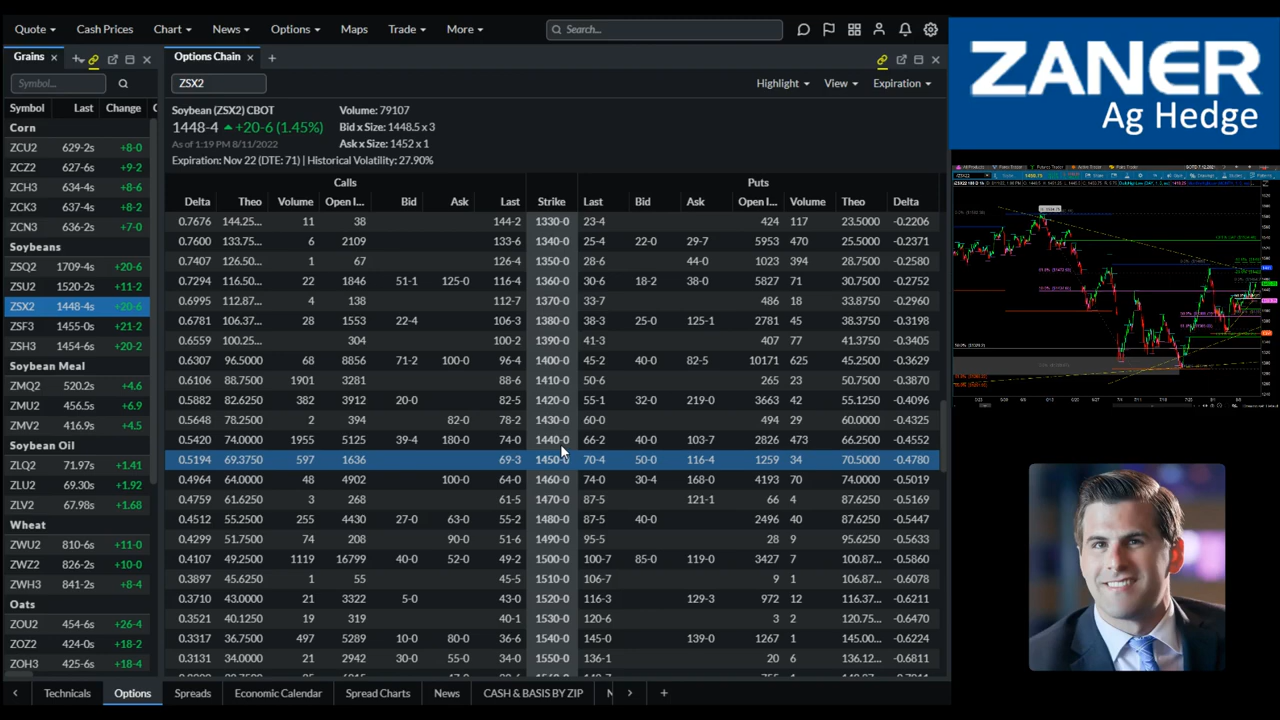 Quote Cash Prices Chart News Options Maps Trade More Search...
Grains Options Chain
Symbol... ZSX2 Highlight View Expiration
Symbol Last Change
Corn
ZCU2 629-2s +8-0
ZCZ2 627-6s +9-2
ZCH3 634-4s +8-6
ZCK3 637-4s +8-2
ZCN3 636-2s +7-0
Soybeans
ZSQ2 1709-4s +20-6
ZSU2 1520-2s +11-2
ZSX2 1448-4s +20-6
ZSF3 1455-0s +21-2
ZSH3 1454-6s +20-2
Soybean Meal
ZMQ2 520.2s +4.6
ZMU2 456.5s +6.9
ZMV2 416.9s +4.5
Soybean Oil
ZLQ2 71.97s +1.41
ZLU2 69.30s +1.92
ZLV2 67.98s +1.68
Wheat
ZWU2 810-6s +11-0
ZWZ2 826-2s +10-0
ZWH3 841-2s +8-4
Oats
ZOU2 454-6s +26-4
ZOZ2 424-0s +18-2
ZOH3 425-6s +18-4
Soybean (ZSX2) CBOT Volume: 79107
1448-4 +20-6 (1.45%) Bid x Size: 1448.5 x 3
As of 1:19 PM 8/11/2022 Ask x Size: 1452 x 1
Expiration: Nov 22 (DTE: 71) | Historical Volatility: 27.90%
Calls Puts
Delta Theo Volume Open I... Bid Ask Last Strike Last Bid Ask Open I... Volume Theo Delta
0.7676 144.25... 11 38 144-2 1330-0 23-4 424 117 23.5000 -0.2206
0.7600 133.75... 6 2109 133-6 1340-0 25-4 22-0 29-7 5953 470 25.5000 -0.2371
0.7407 126.50... 11 67 126-4 1350-0 28-6 44-0 1023 394 28.7500 -0.2580
0.7294 116.50... 22 1846 51-1 125-0 116-4 1360-0 30-6 18-2 38-0 5827 71 30.7500 -0.2752
0.6995 112.87... 4 138 112-7 1370-0 33-7 486 18 33.8750 -0.2960
0.6781 106.37... 28 1553 22-4 106-3 1380-0 38-3 25-0 125-1 2781 45 38.3750 -0.3198
0.6559 100.25... 304 100-2 1390-0 41-3 407 77 41.3750 -0.3405
0.6307 96.5000 68 8856 71-2 100-0 96-4 1400-0 45-2 40-0 82-5 10171 625 45.2500 -0.3629
0.6106 88.7500 1901 3281 88-6 1410-0 50-6 265 23 50.7500 -0.3870
0.5882 82.6250 382 3912 20-0 82-5 1420-0 55-1 32-0 219-0 3663 42 55.1250 -0.4096
0.5648 78.2500 2 394 82-0 78-2 1430-0 60-0 494 29 60.0000 -0.4325
0.5420 74.0000 1955 5125 39-4 180-0 74-0 1440-0 66-2 40-0 103-7 2826 473 66.2500 -0.4552
0.5194 69.3750 597 1636 69-3 1450-0 70-4 50-0 116-4 1259 34 70.5000 -0.4780
0.4964 64.0000 48 4902 100-0 64-0 1460-0 74-0 30-4 168-0 4193 70 74.0000 -0.5019
0.4759 61.6250 3 268 61-5 1470-0 87-5 121-1 66 4 87.6250 -0.5169
0.4512 55.2500 255 4430 27-0 63-0 55-2 1480-0 87-5 40-0 2496 40 87.6250 -0.5447
0.4299 51.7500 74 208 90-0 51-6 1490-0 95-5 28 9 95.6250 -0.5633
0.4107 49.2500 1119 16799 40-0 52-0 49-2 1500-0 100-7 85-0 119-0 3427 7 100.87... -0.5860
0.3897 45.6250 1 55 45-5 1510-0 106-7 9 1 106.87... -0.6078
0.3710 43.0000 21 3322 5-0 43-0 1520-0 116-3 129-3 972 12 116.37... -0.6211
0.3521 40.1250 19 319 40-1 1530-0 120-6 3 2 120.75... -0.6470
0.3317 36.7500 497 5289 10-0 80-0 36-6 1540-0 145-0 139-0 1267 1 145.00... -0.6224
0.3131 34.0000 21 2942 30-0 55-0 34-0 1550-0 136-1 20 6 136.12... -0.6811
Technicals Options Spreads Economic Calendar Spread Charts News CASH & BASIS BY ZIP
ZANER
Ag Hedge